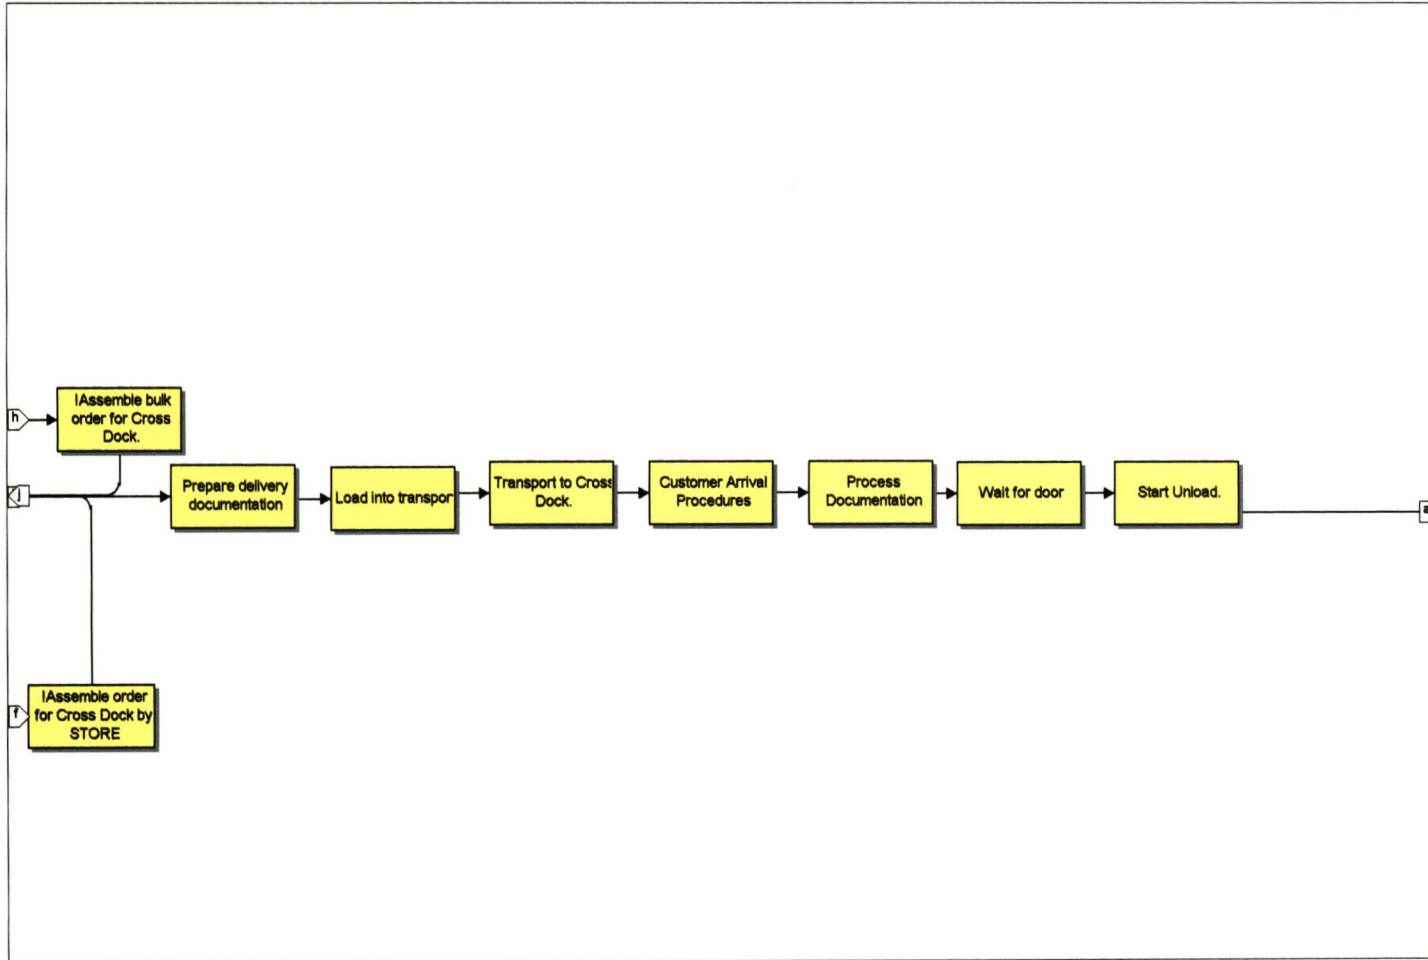 !Assemble bulk
order for Cross
Dock.
h
j
Prepare delivery
documentation
Load into transpor
Transport to Cross
Dock.
Customer Arrival
Procedures
Process
Documentation
Wait for door
Start Unload.
a
!Assemble order
for Cross Dock by
STORE
f